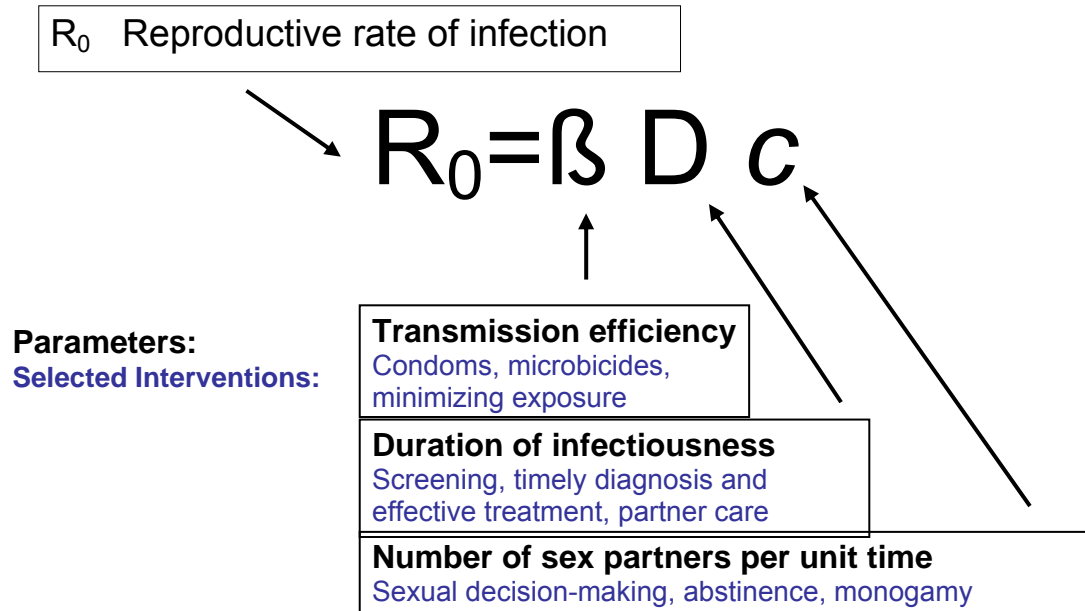 R₀ Reproductive rate of infection
R₀=ß D c
Parameters:
Selected Interventions:
Transmission efficiency
Condoms, microbicides,
minimizing exposure
Duration of infectiousness
Screening, timely diagnosis and
effective treatment, partner care
Number of sex partners per unit time
Sexual decision-making, abstinence, monogamy